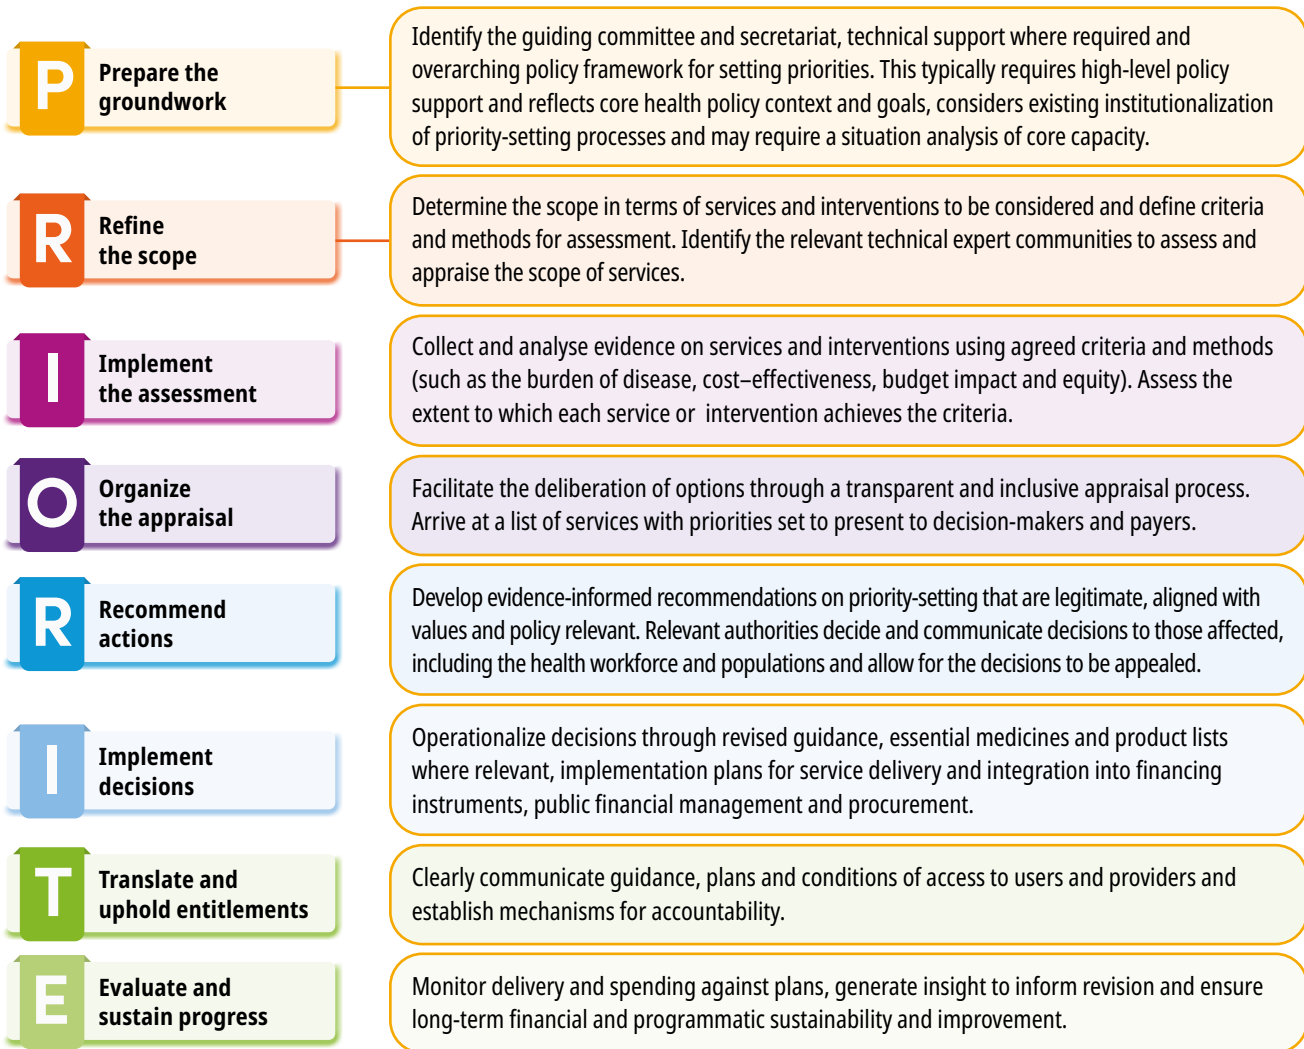 P
Prepare the
groundwork
Identify the guiding committee and secretariat, technical support where required and
overarching policy framework for setting priorities. This typically requires high-level policy
support and reflects core health policy context and goals, considers existing institutionalization
of priority-setting processes and may require a situation analysis of core capacity.
R
Refine
the scope
Determine the scope in terms of services and interventions to be considered and define criteria
and methods for assessment. Identify the relevant technical expert communities to assess and
appraise the scope of services.
I
Implement
the assessment
Collect and analyse evidence on services and interventions using agreed criteria and methods
(such as the burden of disease, cost–effectiveness, budget impact and equity). Assess the
extent to which each service or intervention achieves the criteria.
O
Organize
the appraisal
Facilitate the deliberation of options through a transparent and inclusive appraisal process.
Arrive at a list of services with priorities set to present to decision-makers and payers.
R
Recommend
actions
Develop evidence-informed recommendations on priority-setting that are legitimate, aligned with
values and policy relevant. Relevant authorities decide and communicate decisions to those affected,
including the health workforce and populations and allow for the decisions to be appealed.
I
Implement
decisions
Operationalize decisions through revised guidance, essential medicines and product lists
where relevant, implementation plans for service delivery and integration into financing
instruments, public financial management and procurement.
T
Translate and
uphold entitlements
Clearly communicate guidance, plans and conditions of access to users and providers and
establish mechanisms for accountability.
E
Evaluate and
sustain progress
Monitor delivery and spending against plans, generate insight to inform revision and ensure
long-term financial and programmatic sustainability and improvement.